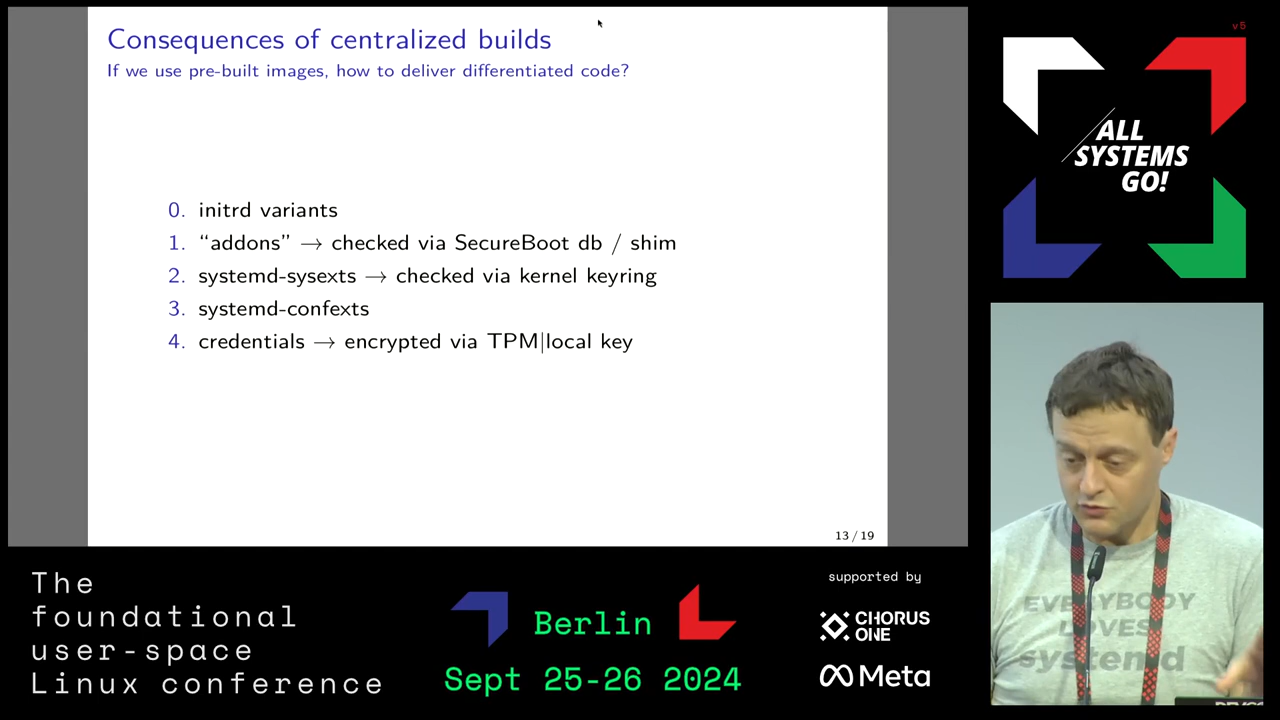 Consequences of centralized builds
If we use pre-built images, how to deliver differentiated code?
0. initrd variants
1. “addons” → checked via SecureBoot db / shim
2. systemd-sysexts → checked via kernel keyring
3. systemd-confexts
4. credentials → encrypted via TPM|local key
13 / 19
v5
ALL
SYSTEMS
GO!
EVERYBODY
LOVES
systemd
The
foundational
user-space
Linux conference
Berlin
Sept 25-26 2024
supported by
CHORUS
ONE
Meta